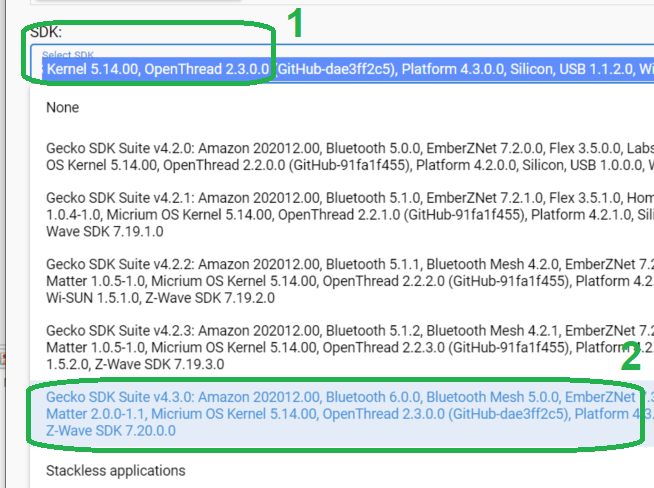 SDK:
1
Select SDK
Kernel 5.14.00, OpenThread 2.3.0.0 (GitHub-dae3ff2c5), Platform 4.3.0.0, Silicon, USB 1.1.2.0, Wi
None
Gecko SDK Suite v4.2.0: Amazon 202012.00, Bluetooth 5.0.0, EmberZNet 7.2.0.0, Flex 3.5.0.0, Labs
OS Kernel 5.14.00, OpenThread 2.2.0.0 (GitHub-91fa1f455), Platform 4.2.0.0, Silicon, USB 1.0.0.0, W
Gecko SDK Suite v4.2.1: Amazon 202012.00, Bluetooth 5.1.0, EmberZNet 7.2.1.0, Flex 3.5.1.0, Hom
1.0.4-1.0, Micrium OS Kernel 5.14.00, OpenThread 2.2.1.0 (GitHub-91fa1f455), Platform 4.2.1.0, Sili
Wave SDK 7.19.1.0
Gecko SDK Suite v4.2.2: Amazon 202012.00, Bluetooth 5.1.1, Bluetooth Mesh 4.2.0, EmberZNet 7.2
Matter 1.0.5-1.0, Micrium OS Kernel 5.14.00, OpenThread 2.2.2.0 (GitHub-91fa1f455), Platform 4.2
Wi-SUN 1.5.1.0, Z-Wave SDK 7.19.2.0
Gecko SDK Suite v4.2.3: Amazon 202012.00, Bluetooth 5.1.2, Bluetooth Mesh 4.2.1, EmberZNet 7.2
Matter 1.0.5-1.0, Micrium OS Kernel 5.14.00, OpenThread 2.2.3.0 (GitHub-91fa1f455), Platform 4.2.
1.5.2.0, Z-Wave SDK 7.19.3.0
2
Gecko SDK Suite v4.3.0: Amazon 202012.00, Bluetooth 6.0.0, Bluetooth Mesh 5.0.0, EmberZNet 7.3
Matter 2.0.0-1.1, Micrium OS Kernel 5.14.00, OpenThread 2.3.0.0 (GitHub-dae3ff2c5), Platform 4.3.
Z-Wave SDK 7.20.0.0
Stackless applications